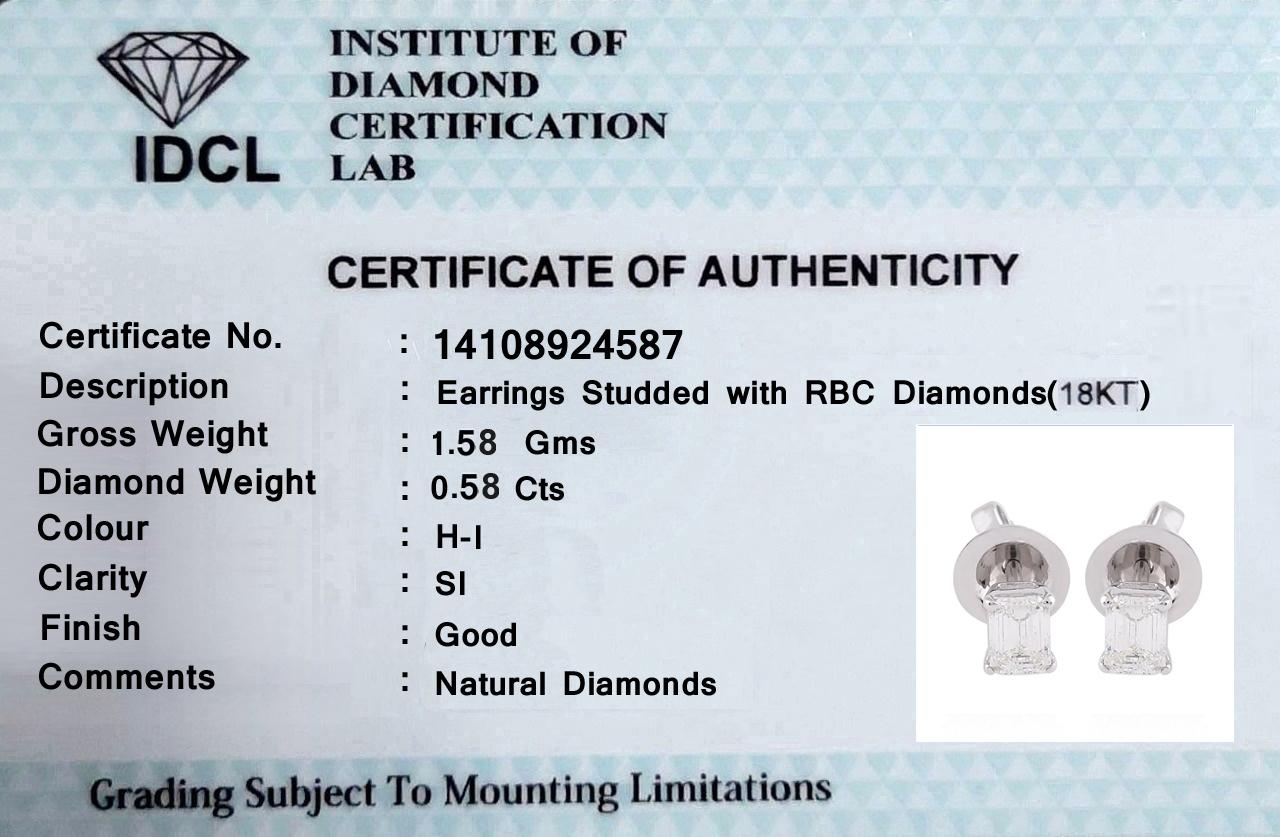 IDCL
INSTITUTE OF
DIAMOND
CERTIFICATION
LAB
CERTIFICATE OF AUTHENTICITY
Certificate No. : 14108924587
Description : Earrings Studded with RBC Diamonds(18KT)
Gross Weight : 1.58 Gms
Diamond Weight : 0.58 Cts
Colour : H-I
Clarity : SI
Finish : Good
Comments : Natural Diamonds
Grading Subject To Mounting Limitations